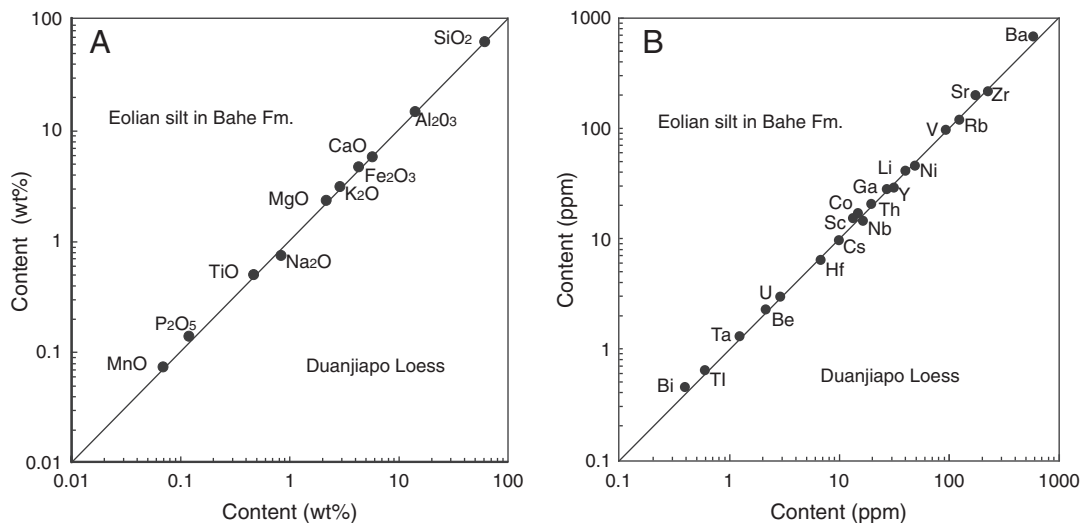 A
100
10
1
0.1
0.01
Content (wt%)
SiO2
Al2O3
Eolian silt in Bahe Fm.
CaO
Fe2O3
K2O
MgO
Na2O
TiO
P2O5
MnO
Duanjiapo Loess
0.01 0.1 1 10 100
Content (wt%)
B
1000
100
10
1
0.1
Content (ppm)
Ba
Sr Zr
Eolian silt in Bahe Fm.
V Rb
Li Ni
Ga Y
Co Th
Sc Nb
Cs
Hf
U
Be
Ta
Bi Tl
Duanjiapo Loess
0.1 1 10 100 1000
Content (ppm)